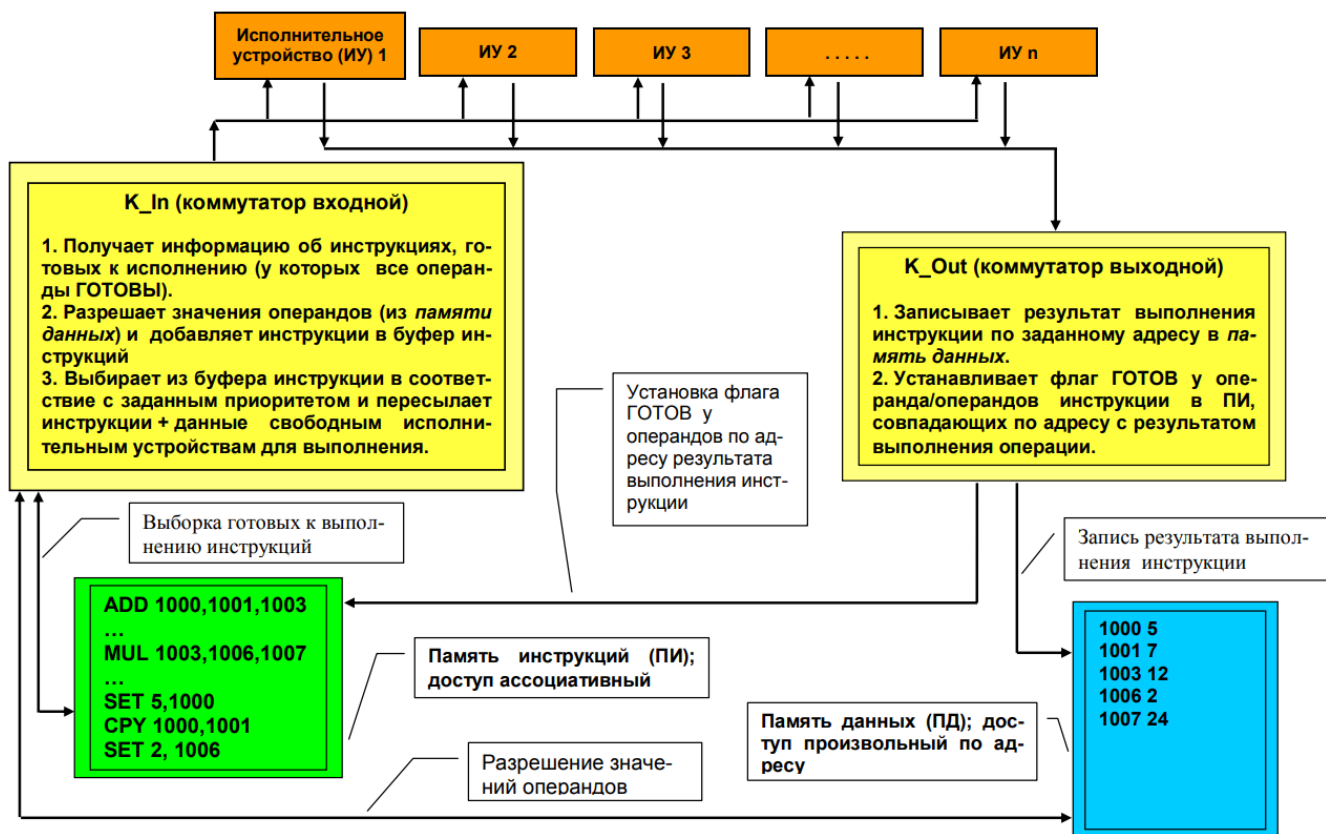 Исполнительное
устройство (ИУ) 1
ИУ 2
ИУ 3
. . . . .
ИУ n
K_In (коммутатор входной)
1. Получает информацию об инструкциях, го-
товых к исполнению (у которых все операн-
ды ГОТОВЫ).
2. Разрешает значения операндов (из памяти
данных) и добавляет инструкции в буфер ин-
струкций
3. Выбирает из буфера инструкции в соответ-
ствие с заданным приоритетом и пересылает
инструкции + данные свободным исполни-
тельным устройствам для выполнения.
K_Out (коммутатор выходной)
1. Записывает результат выполнения
инструкции по заданному адресу в па-
мять данных.
2. Устанавливает флаг ГОТОВ у опе-
ранда/операндов инструкции в ПИ,
совпадающих по адресу с результатом
выполнения операции.
Установка флага
ГОТОВ у
операндов по ад-
ресу результата
выполнения инст-
рукции
Выборка готовых к выпол-
нению инструкций
Запись результата выпол-
нения инструкции
ADD 1000,1001,1003
…
MUL 1003,1006,1007
…
SET 5,1000
CPY 1000,1001
SET 2, 1006
Память инструкций (ПИ);
доступ ассоциативный
1000 5
1001 7
1003 12
1006 2
1007 24
Память данных (ПД); дос-
туп произвольный по ад-
ресу
Разрешение значе-
ний операндов